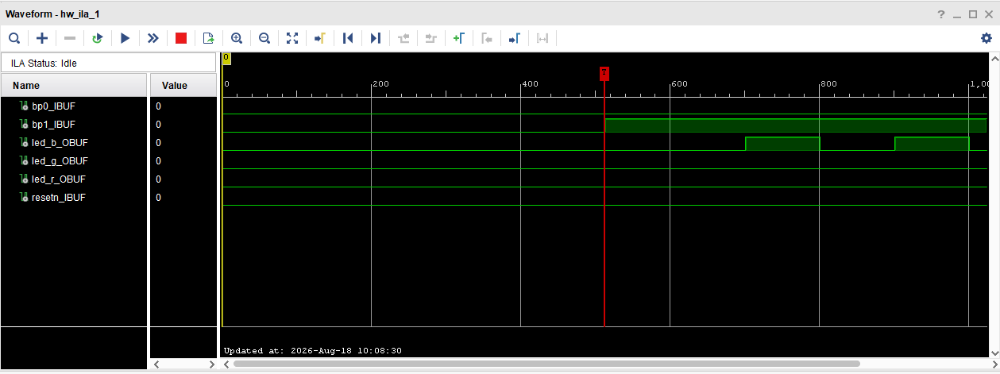 Waveform - hw_ila_1
ILA Status: Idle
Name Value
bp0_IBUF 0
bp1_IBUF 0
led_b_OBUF 0
led_g_OBUF 0
led_r_OBUF 0
resetn_IBUF 0
0
T
0 200 400 600 800 1,00
Updated at: 2026-Aug-18 10:08:30